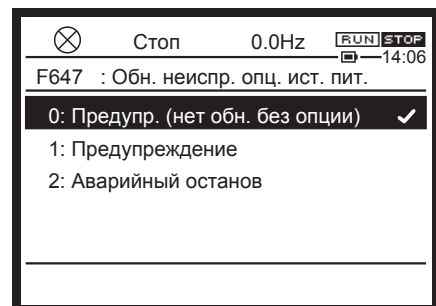 Стоп 0.0Hz RUN STOP
14:06
F647 : Обн. неиспр. опц. ист. пит.
0: Предупр. (нет обн. без опции)
1: Предупреждение
2: Аварийный останов